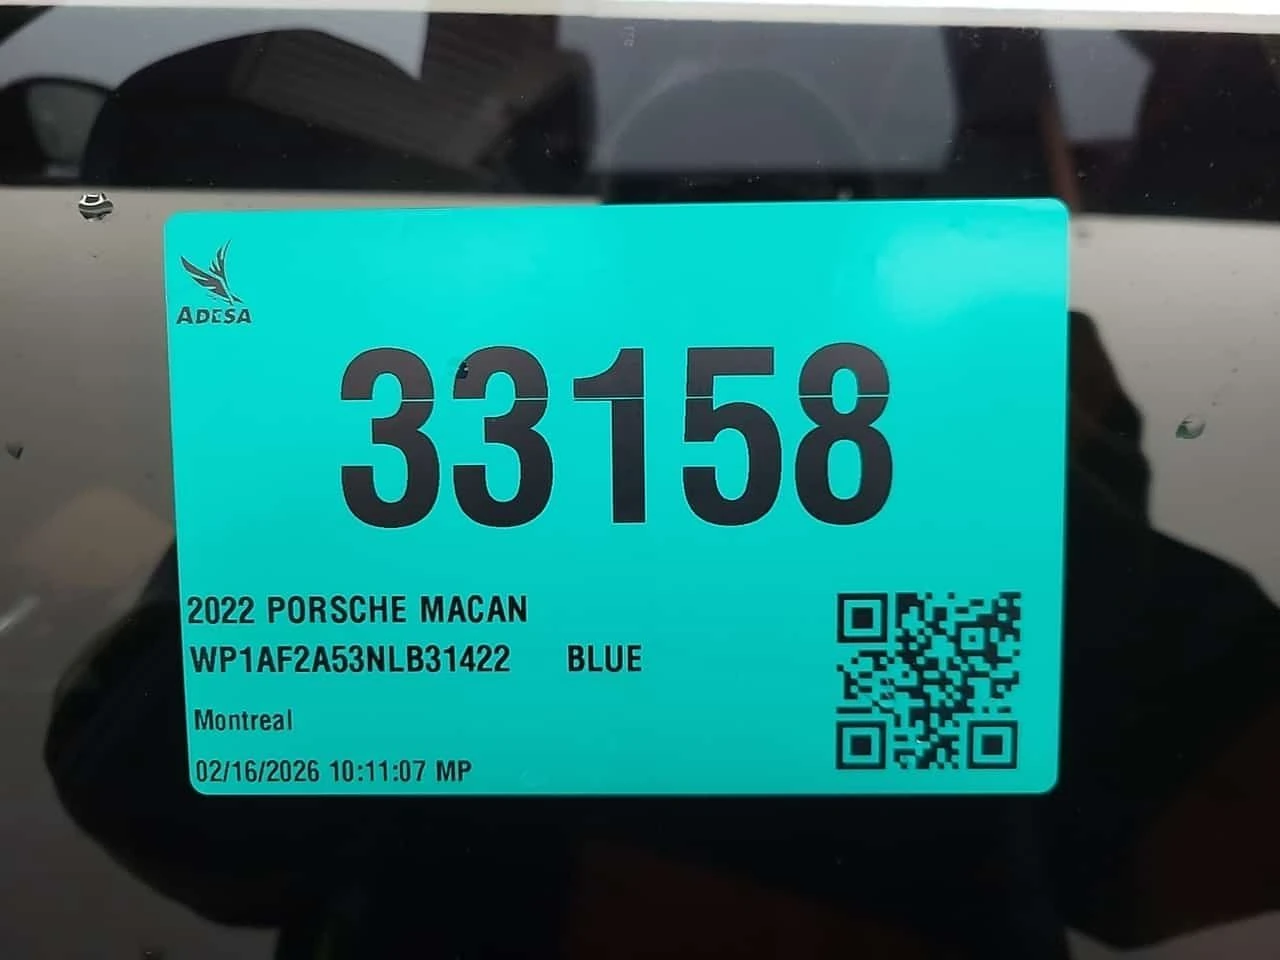 ADESA
33158
2022 PORSCHE MACAN
WP1AF2A53NLB31422 BLUE
Montreal
02/16/2026 10:11:07 MP